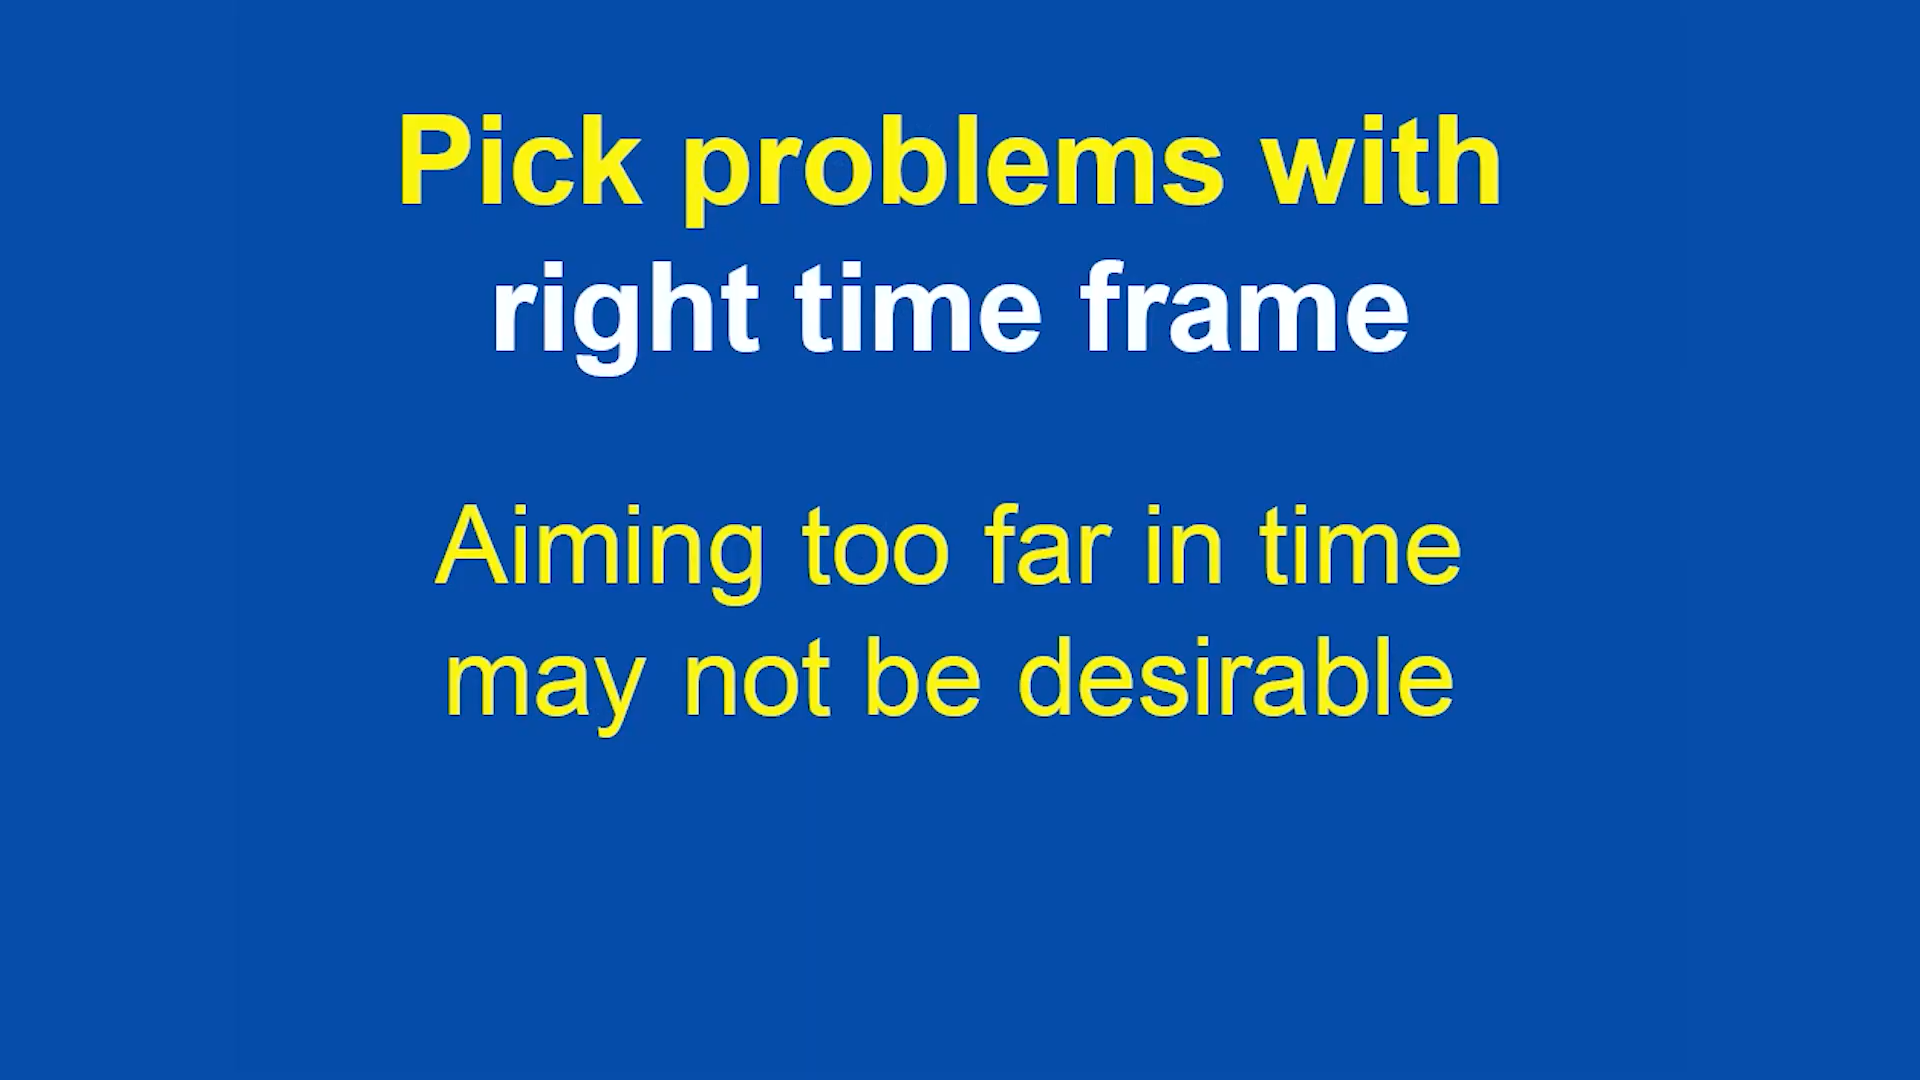 Pick problems with
right time frame
Aiming too far in time
may not be desirable